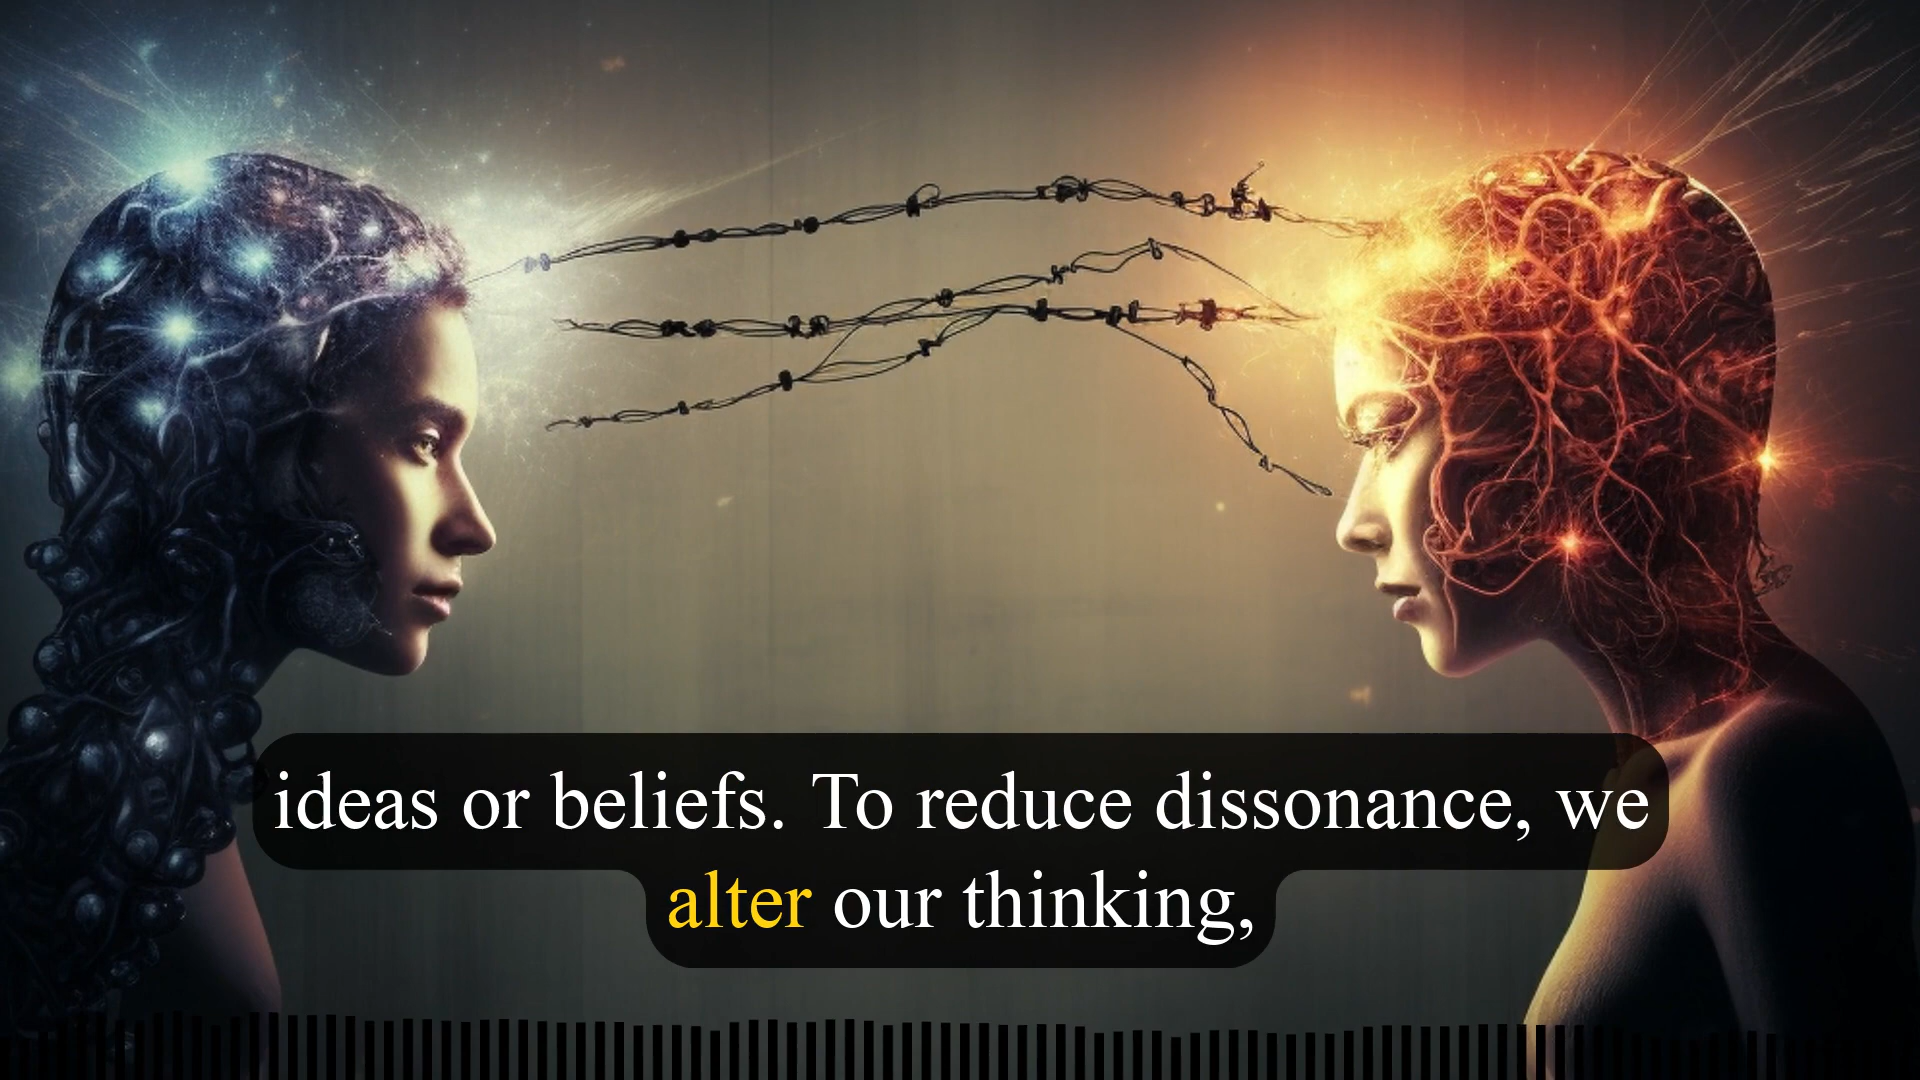 ideas or beliefs. To reduce dissonance, we
alter our thinking,